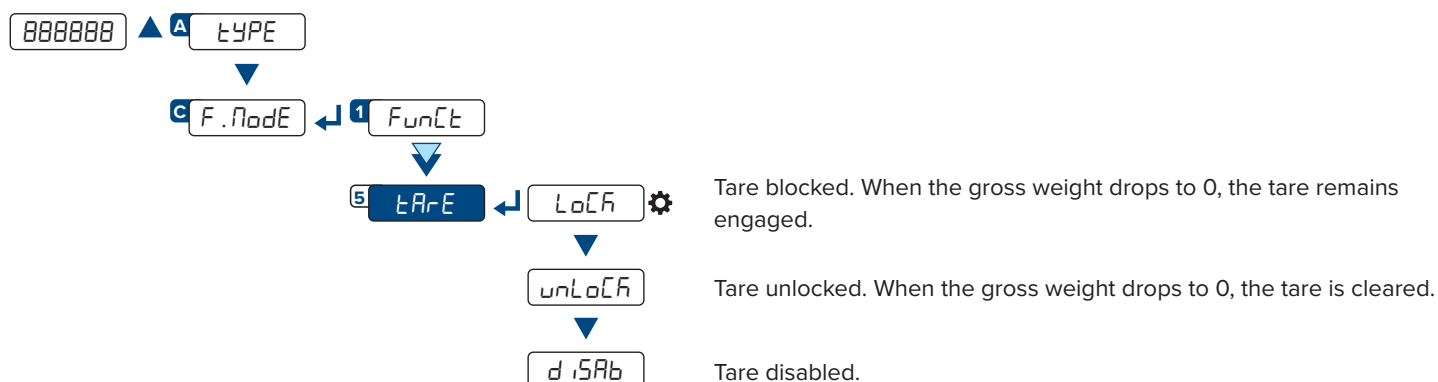 888888 A tYPE
C F.ModE 1 FunCt
5 tArE LoCK Tare blocked. When the gross weight drops to 0, the tare remains
engaged.
unLoCK Tare unlocked. When the gross weight drops to 0, the tare is cleared.
diSAb Tare disabled.